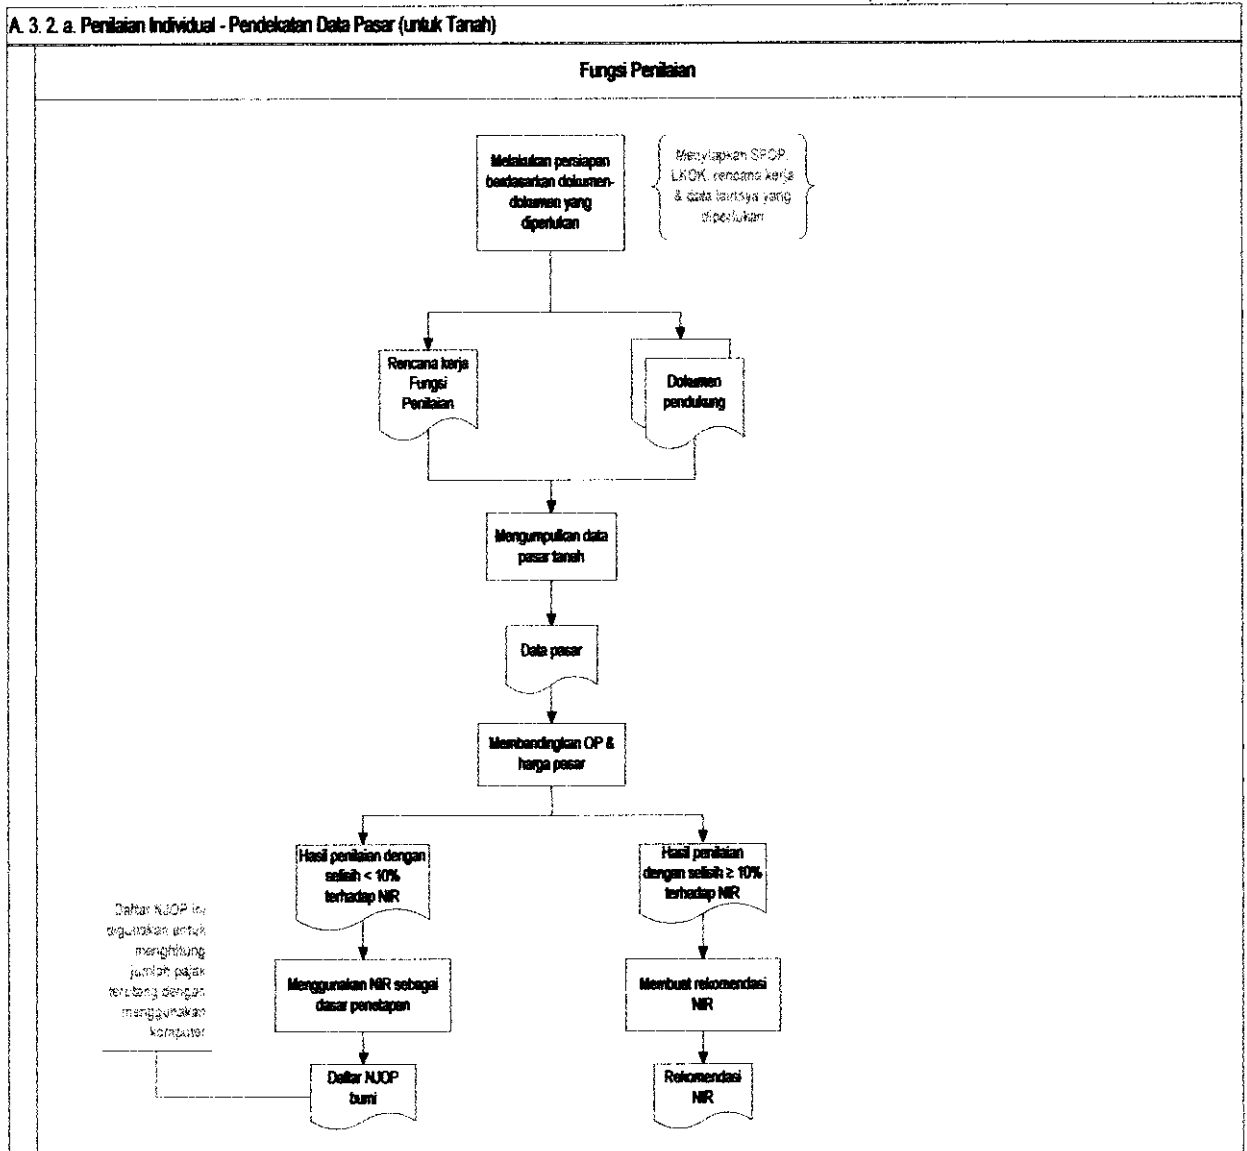 A. 3. 2. a. Penilaian Individual - Pendekatan Data Pasar (untuk Tanah)
Fungsi Penilaian
Melakukan persiapan
berdasarkan dokumen-
dokumen yang
diperlukan
Menyiapkan SPOP,
LKOK, rencana kerja
& data lainnya yang
diperlukan
Rencana kerja
Fungsi
Penilaian
Dokumen
pendukung
Mengumpulkan data
pasar tanah
Data pasar
Membandingkan OP &
harga pasar
Hasil penilaian dengan
selisih < 10%
terhadap NIR
Hasil penilaian
dengan selisih ≥ 10%
terhadap NIR
Daftar NJOP ini
digunakan untuk
menghitung
jumlah pajak
terutang dengan
menggunakan
komputer
Menggunakan NIR sebagai
dasar penetapan
Membuat rekomendasi
NIR
Daftar NJOP
bumi
Rekomendasi
NIR